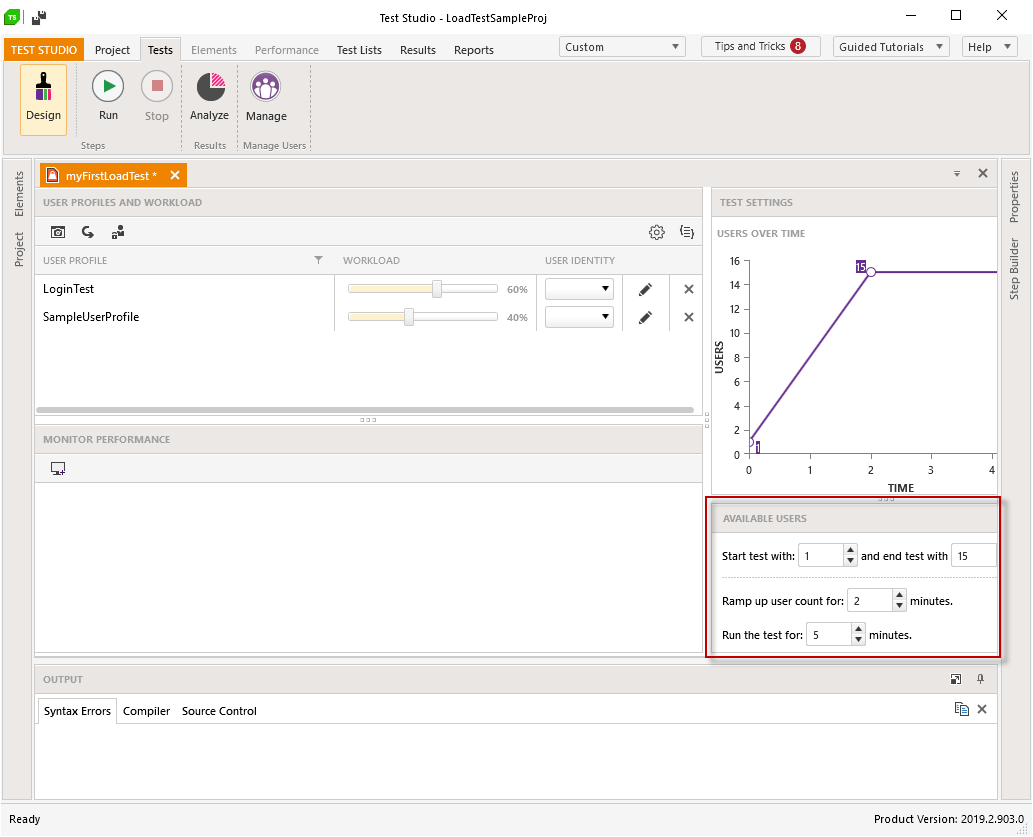 TS
Test Studio - LoadTestSampleProj
TEST STUDIO Project Tests Elements Performance Test Lists Results Reports Custom Tips and Tricks 8 Guided Tutorials Help
Design Run Stop Analyze Manage
Steps Results Manage Users
Elements
Project
myFirstLoadTest *
USER PROFILES AND WORKLOAD
USER PROFILE WORKLOAD USER IDENTITY
LoginTest 60%
SampleUserProfile 40%
MONITOR PERFORMANCE
TEST SETTINGS
USERS OVER TIME
16
14
12
10
8
6
4
2
0
USERS
15
1
0 1 2 3 4
TIME
AVAILABLE USERS
Start test with: 1 and end test with 15
Ramp up user count for: 2 minutes.
Run the test for: 5 minutes.
Properties
Step Builder
OUTPUT
Syntax Errors Compiler Source Control
Ready Product Version: 2019.2.903.0